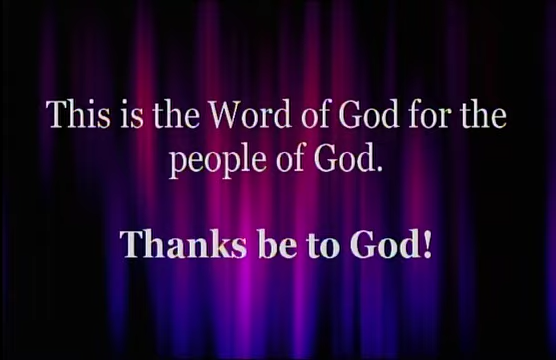 This is the Word of God for the
people of God.
Thanks be to God!